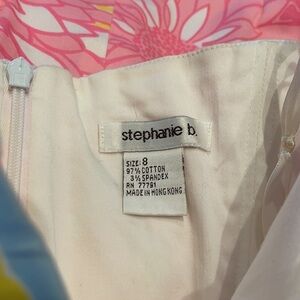 stephanie b.
SIZE: 8
97% COTTON
3% SPANDEX
RN 77791
MADE IN HONG KONG